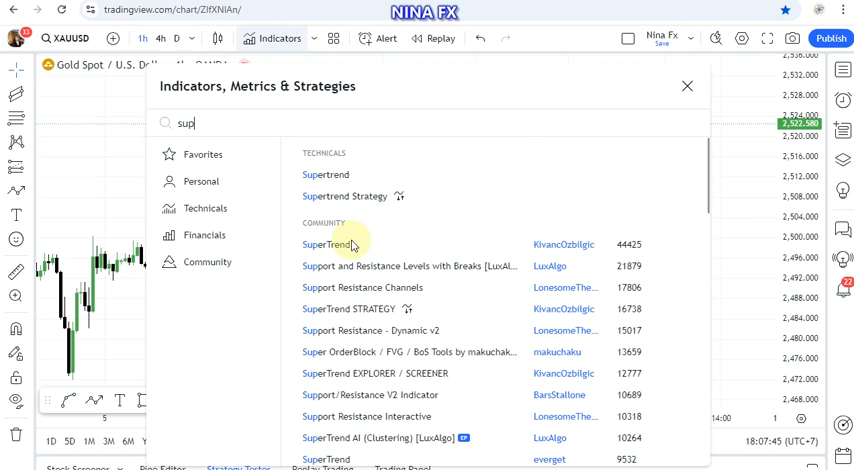 NINA FX
tradingview.com/chart/ZIfXNIAn/
33
XAUUSD
1h 4h D
Indicators
Alert
Replay
Nina Fx
Save
Publish
Gold Spot / U.S.
Indicators, Metrics & Strategies
sup
Favorites
Personal
Technicals
Financials
Community
TECHNICALS
Supertrend
Supertrend Strategy
COMMUNITY
SuperTrend KivancOzbilgic 44425
Support and Resistance Levels with Breaks [LuxAl... LuxAlgo 21879
Support Resistance Channels LonesomeThe... 17806
SuperTrend STRATEGY KivancOzbilgic 16738
Support Resistance - Dynamic v2 LonesomeThe... 15017
Super OrderBlock / FVG / BoS Tools by makuchak... makuchaku 13659
SuperTrend EXPLORER / SCREENER KivancOzbilgic 12777
Support/Resistance V2 Indicator BarsStallone 10689
Support Resistance Interactive LonesomeThe... 10318
SuperTrend AI (Clustering) [LuxAlgo] EP LuxAlgo 10264
SuperTrend everget 9532
2,536.000
2,532.000
2,528.000
2,522.580
2,520.000
2,516.000
2,512.000
2,508.000
2,504.000
2,500.000
2,496.000
2,492.000
2,488.000
2,484.000
2,480.000
2,476.000
2,472.000
2,468.000
22
5
14:00
1D 5D 1M 3M 6M
18:07:45 (UTC+7)
Stock Screener
Pine Editor
Strategy Tester
Replay Trading
Trading Panel